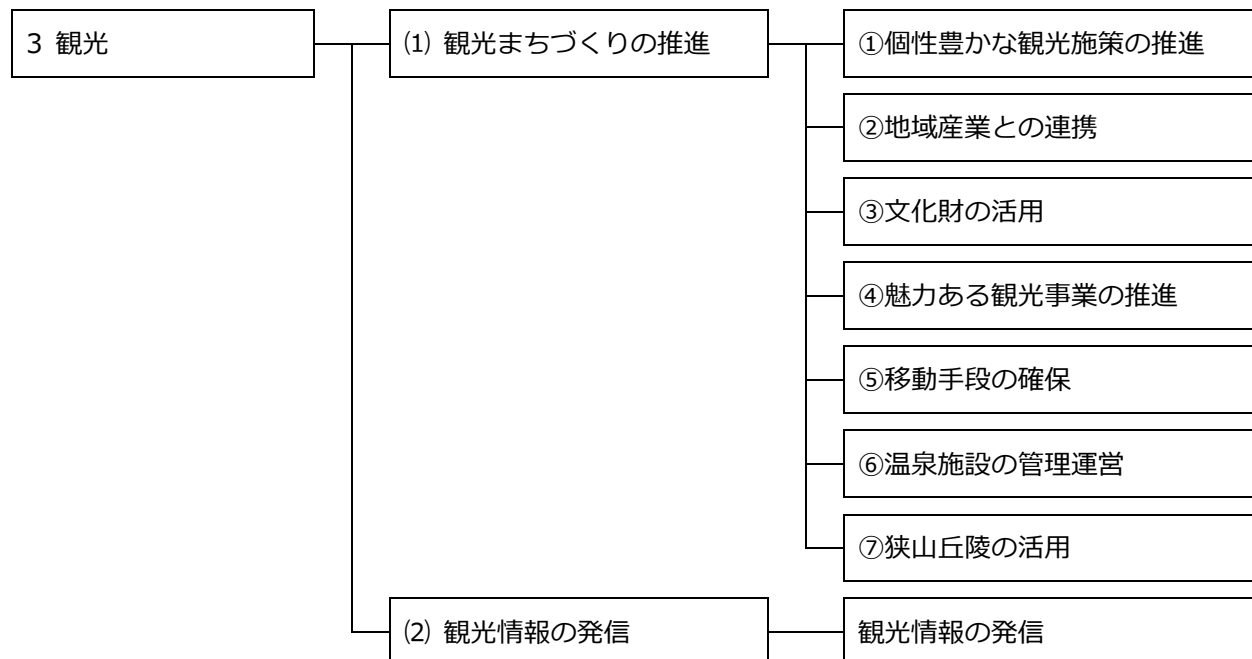 3 観光
⑴ 観光まちづくりの推進
①個性豊かな観光施策の推進
②地域産業との連携
③文化財の活用
④魅力ある観光事業の推進
⑤移動手段の確保
⑥温泉施設の管理運営
⑦狭山丘陵の活用
⑵ 観光情報の発信
観光情報の発信